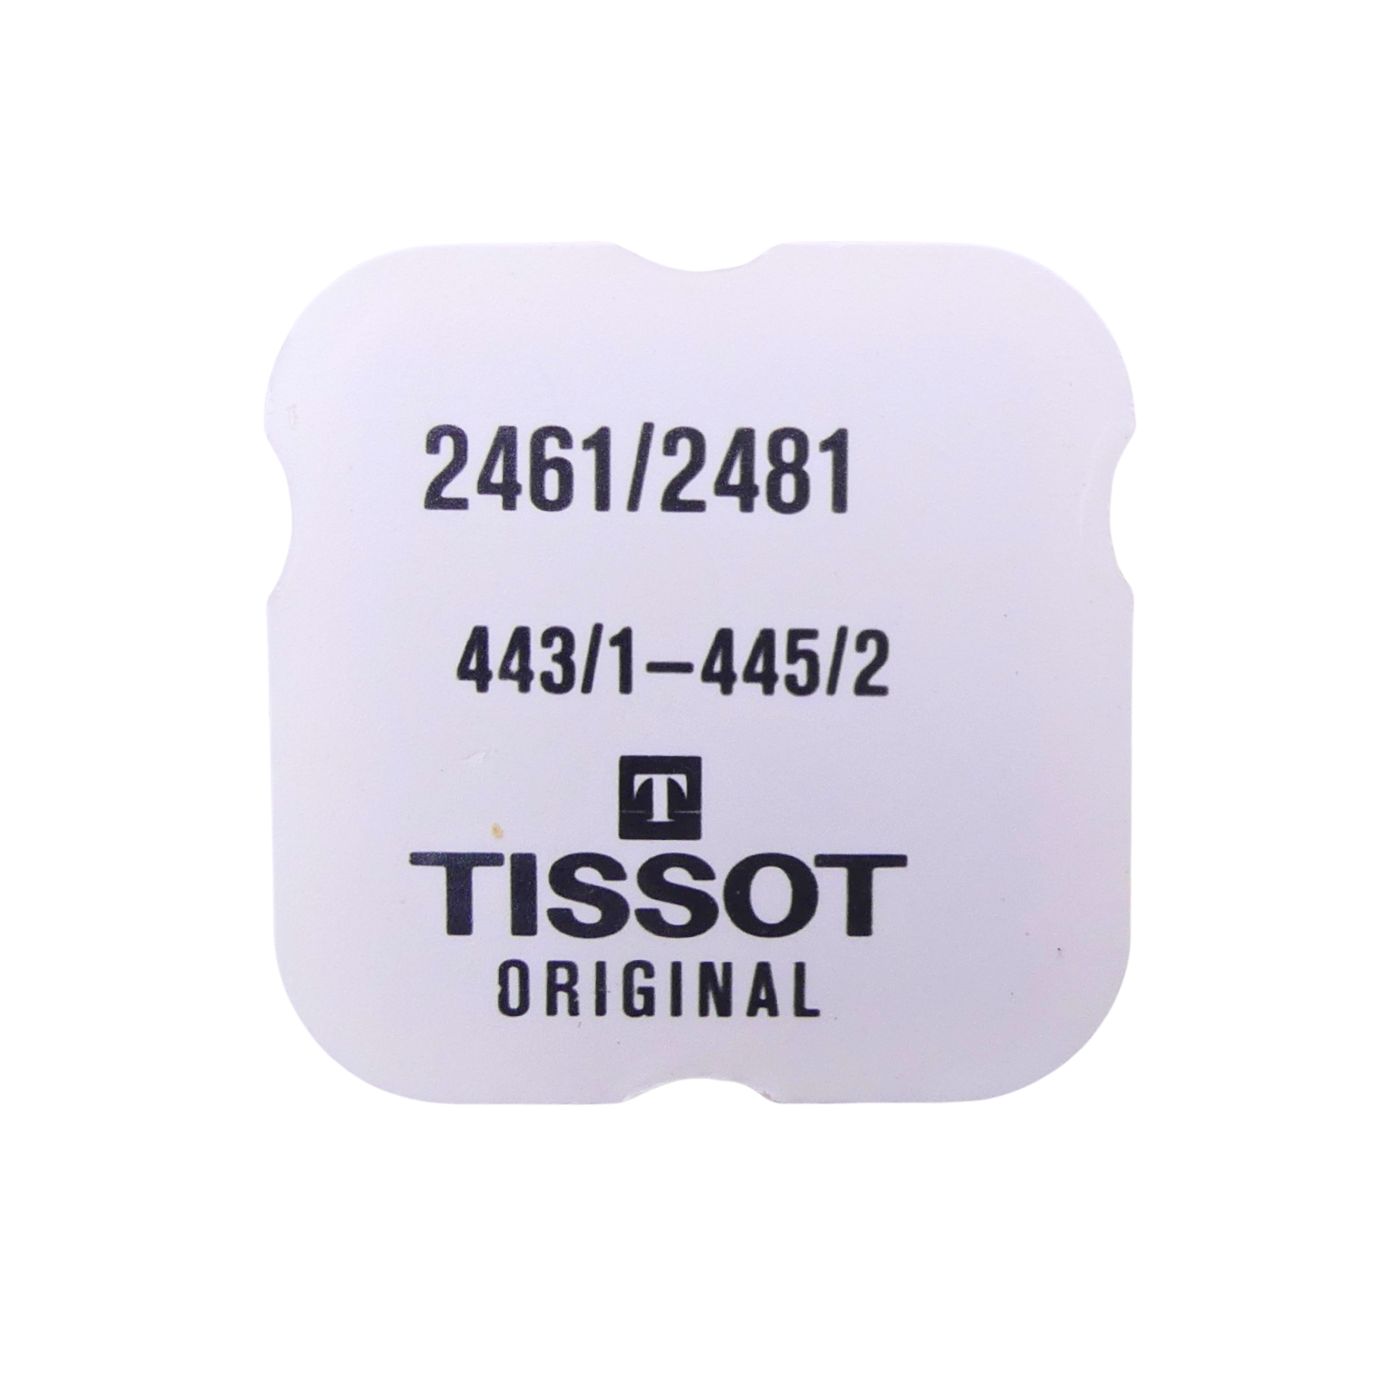 2461/2481
443/1–445/2
T
TISSOT
ORIGINAL